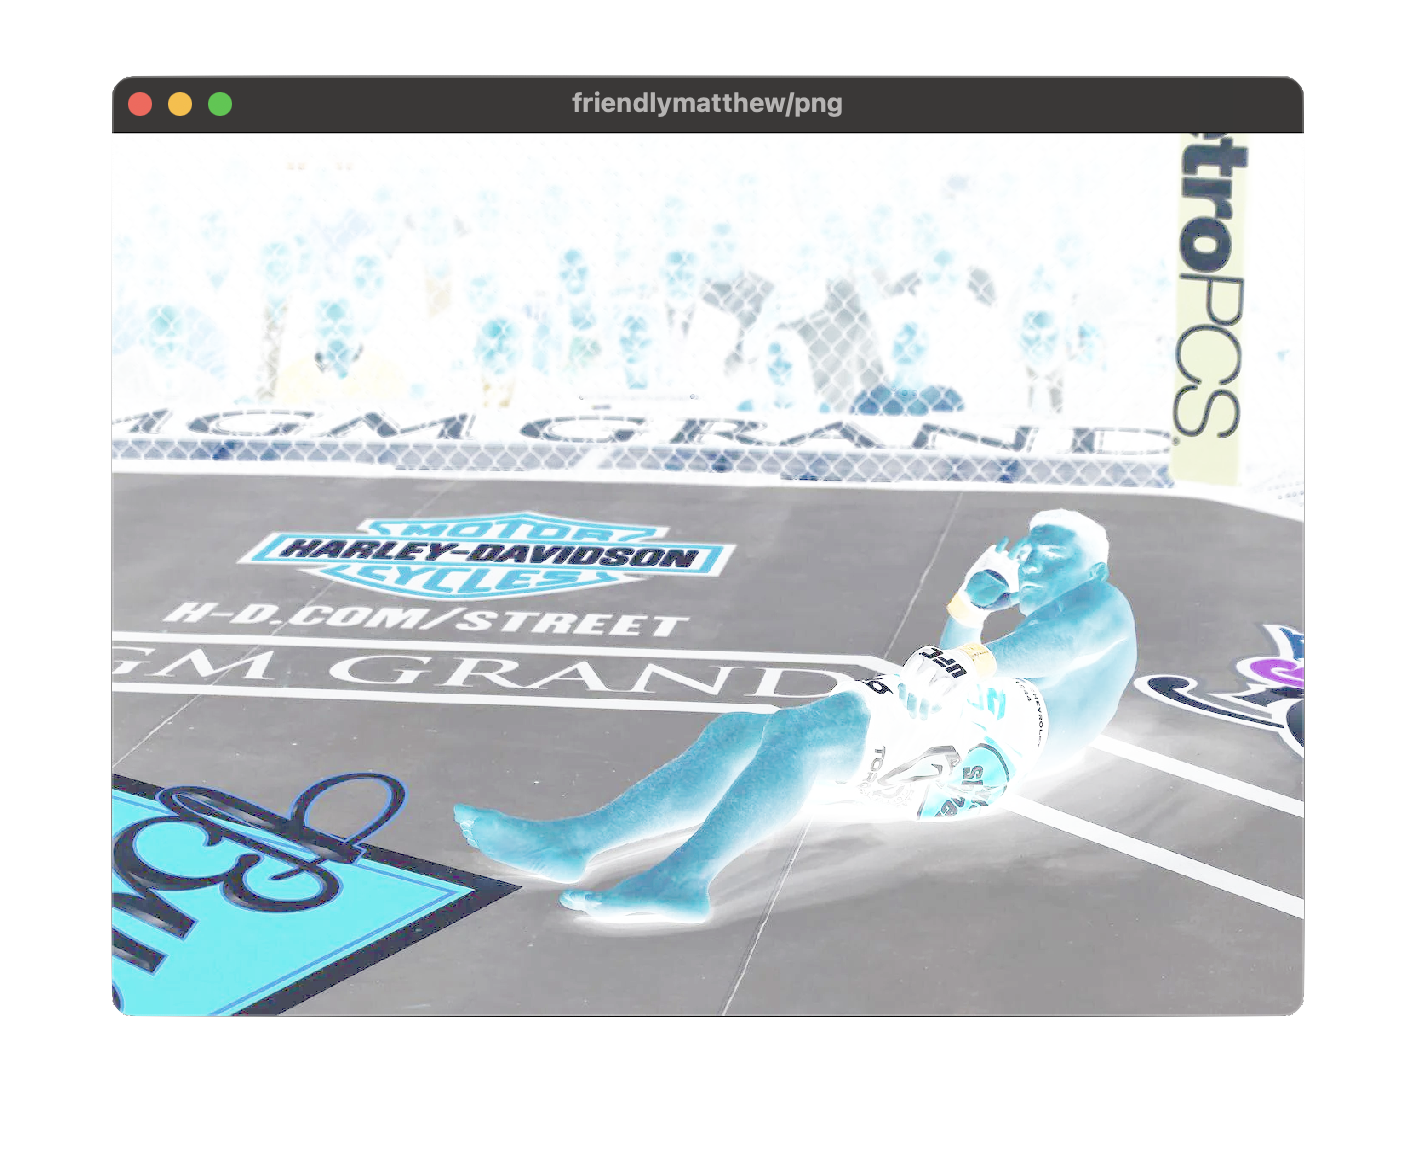 friendlymatthew/png
troPCS
MGM GRAND
MOTOR
HARLEY-DAVIDSON
CYCLES
H-D.COM/STREET
GM GRAND
UFC